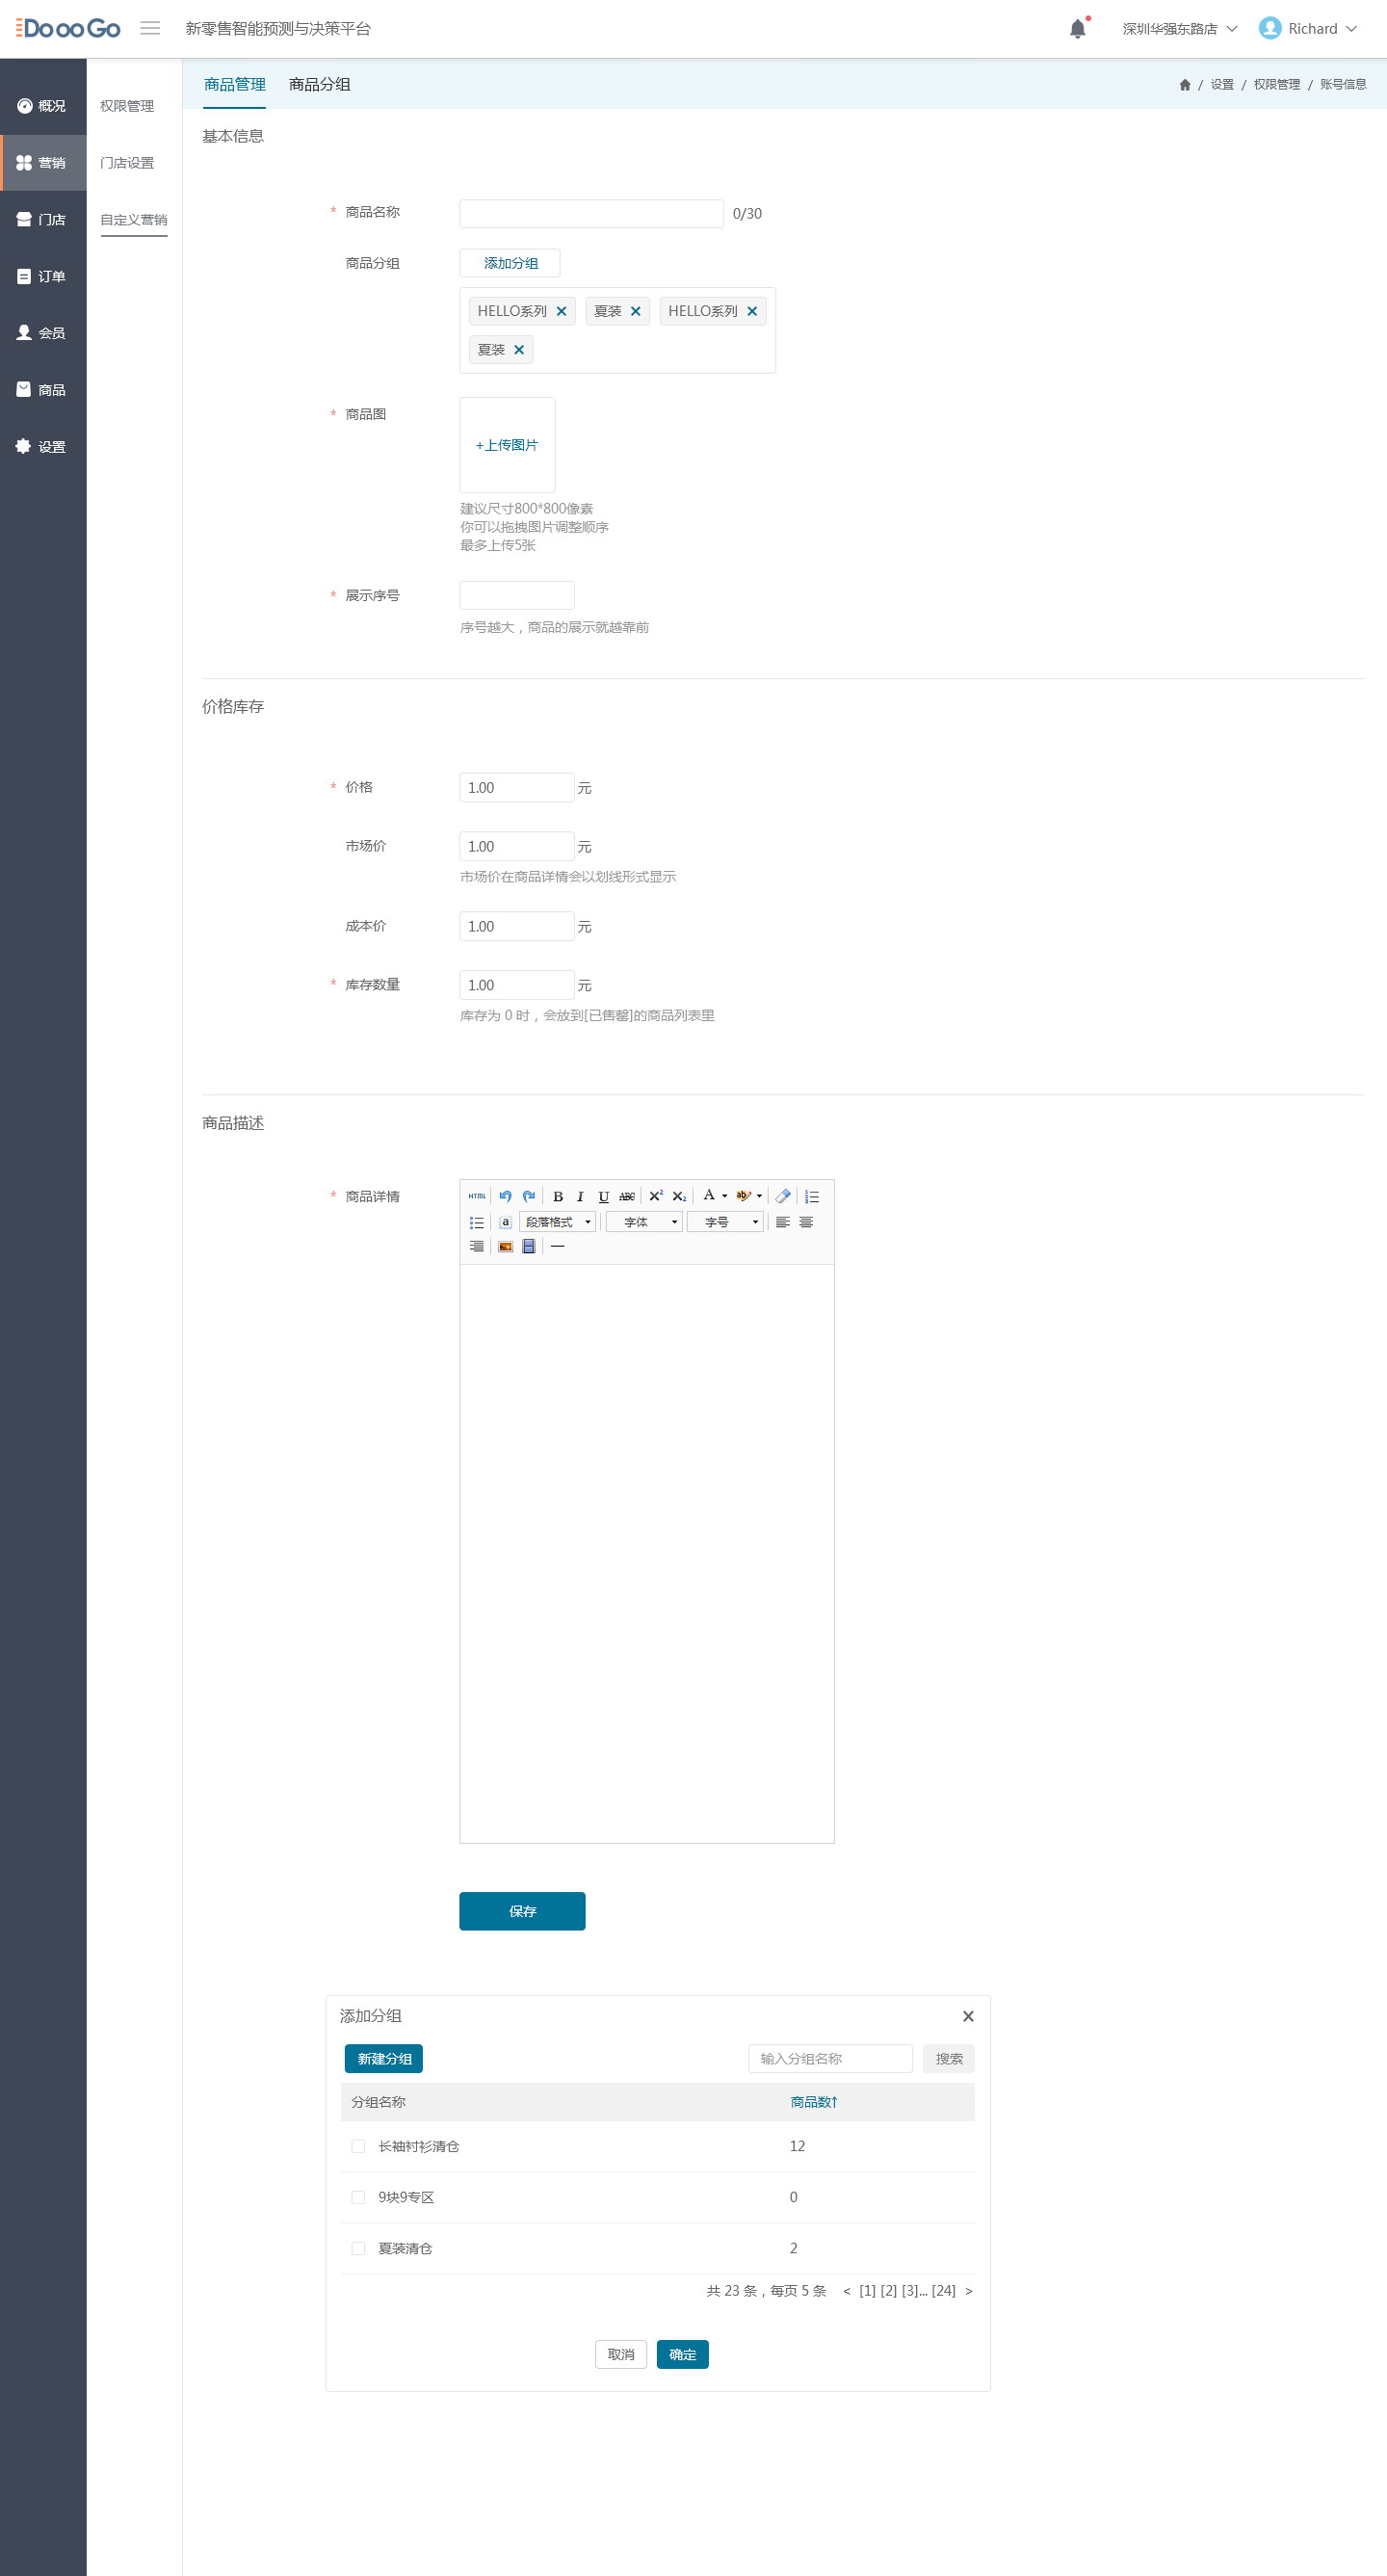 DoooGo 新零售智能预测与决策平台 深圳华强东路店 Richard
概况
营销
门店
订单
会员
商品
设置
权限管理
门店设置
自定义营销
商品管理 商品分组 / 设置 / 权限管理 / 账号信息
基本信息
* 商品名称 0/30
商品分组 添加分组
HELLO系列 × 夏装 × HELLO系列 ×
夏装 ×
* 商品图 +上传图片
建议尺寸800*800像素
你可以拖拽图片调整顺序
最多上传5张
* 展示序号
序号越大，商品的展示就越靠前
价格库存
* 价格 1.00 元
市场价 1.00 元
市场价在商品详情会以划线形式显示
成本价 1.00 元
* 库存数量 1.00 元
库存为 0 时，会放到[已售罄]的商品列表里
商品描述
* 商品详情 HTML B I U ABC X² X₂ A ab
a 段落格式 字体 字号
保存
添加分组 ×
新建分组 输入分组名称 搜索
分组名称 商品数↑
长袖衬衫清仓 12
9块9专区 0
夏装清仓 2
共 23 条，每页 5 条 < [1] [2] [3]... [24] >
取消 确定